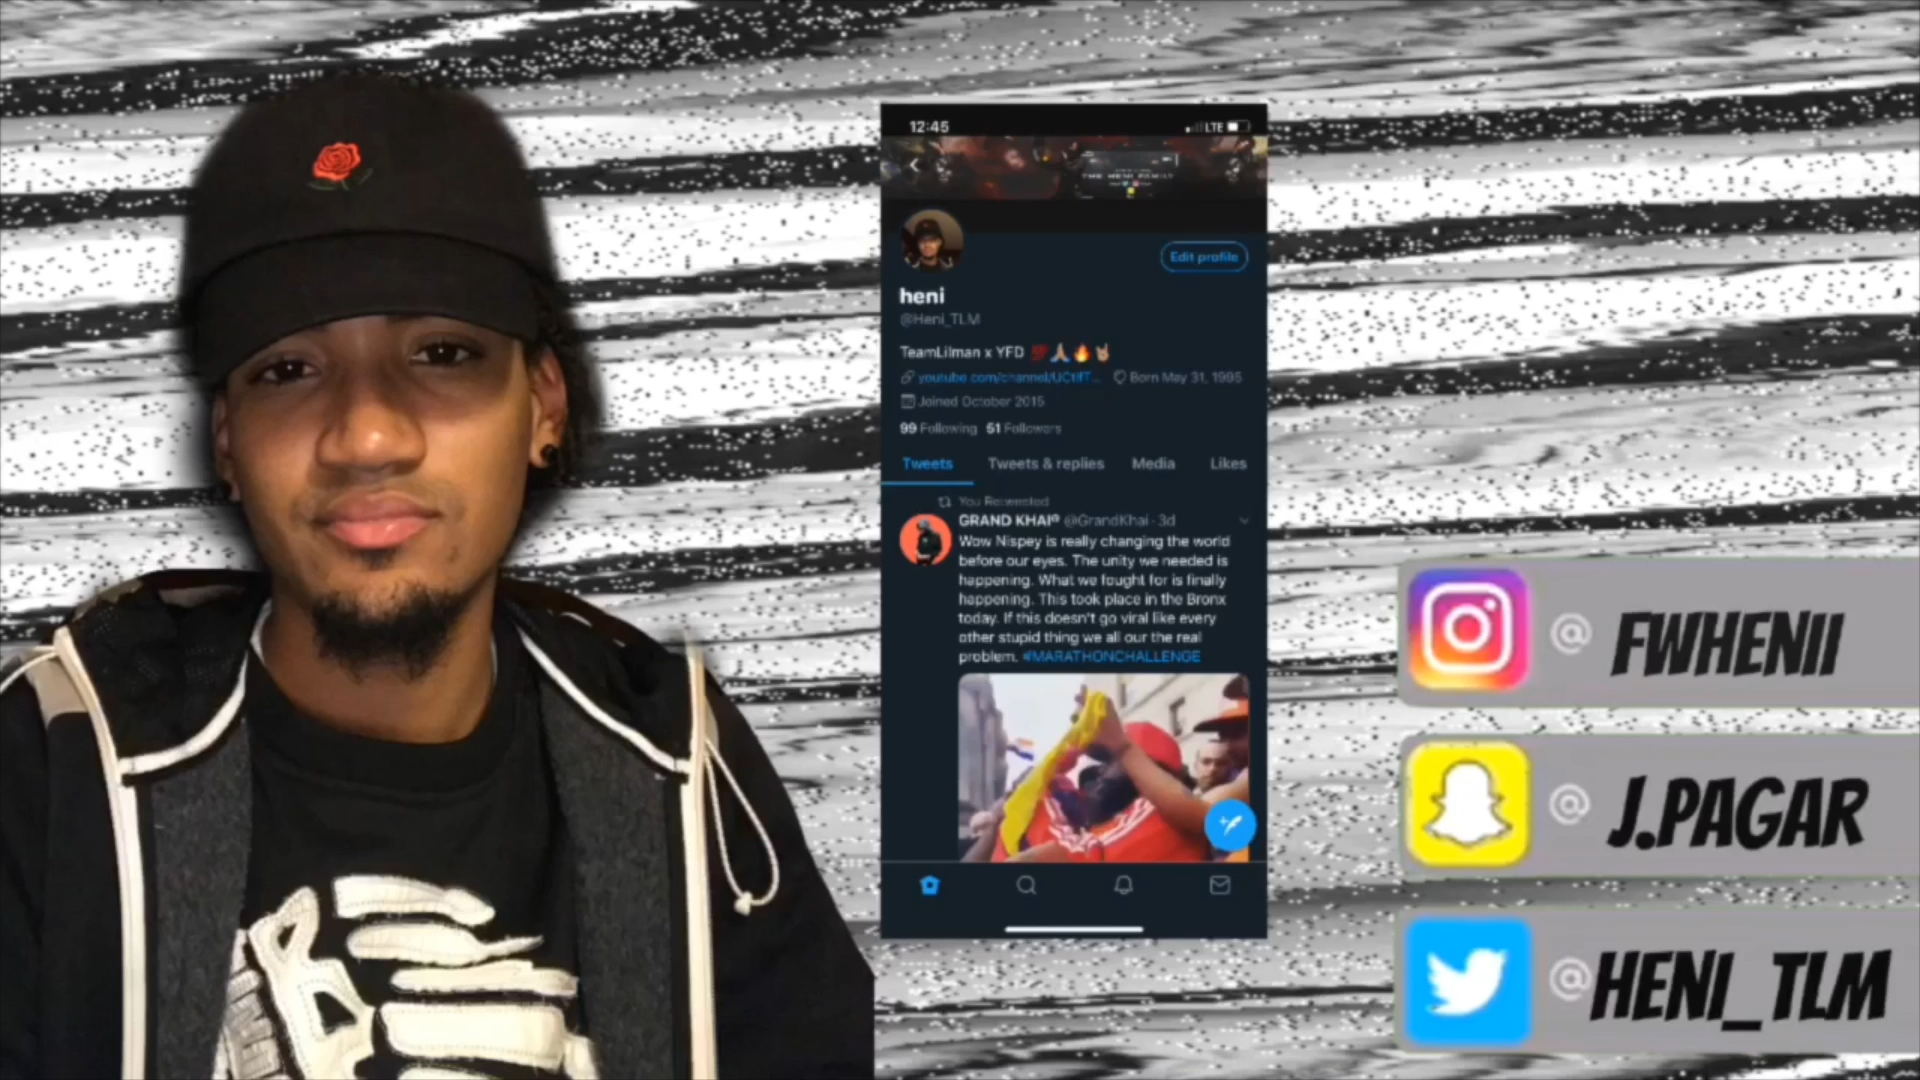 12:45
LTE
THE HENI FAMILY
Edit profile
heni
@Heni_TLM
TeamLilman x YFD 💯🙏🏽🔥🤘🏽
Born May 31, 1995
Joined October 2015
99 Following 51 Followers
Tweets Tweets & replies Media Likes
You Retweeted
GRAND KHAI® @GrandKhai · 3d
Wow Nispey is really changing the world
before our eyes. The unity we needed is
happening. What we fought for is finally
happening. This took place in the Bronx
today. If this doesn't go viral like every
other stupid thing we all our the real
problem. #MARATHONCHALLENGE
@ FWHENII
@ J.PAGAR
@HENI_TLM